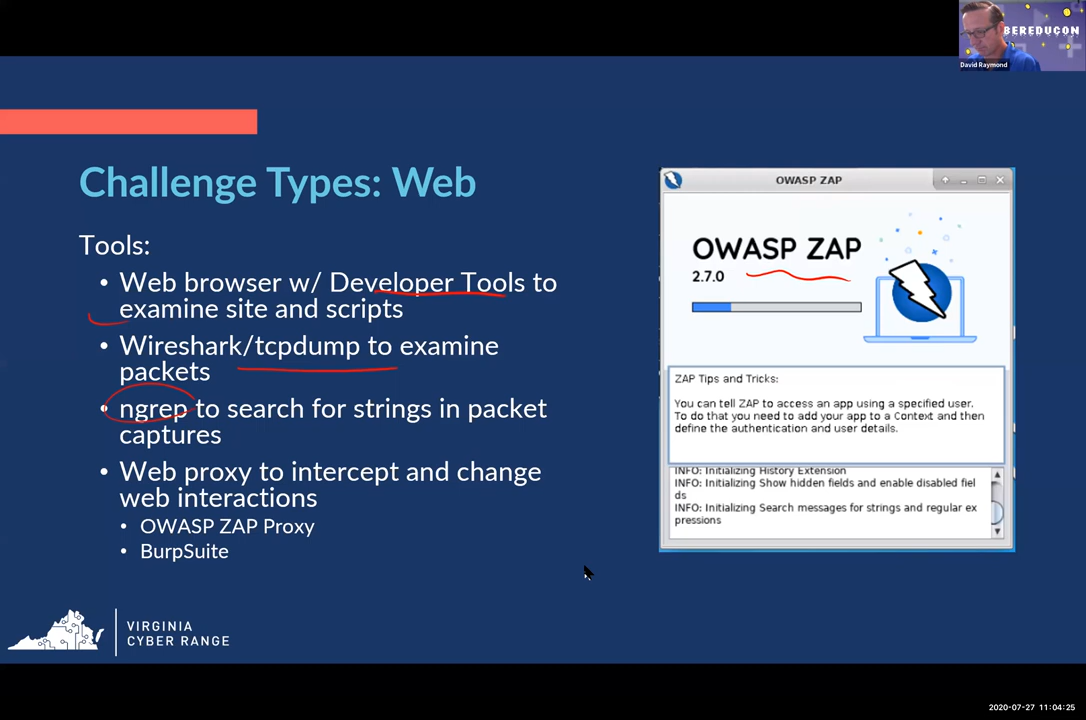 BEREDUCON
David Raymond
Challenge Types: Web
Tools:
• Web browser w/ Developer Tools to
examine site and scripts
• Wireshark/tcpdump to examine
packets
• ngrep to search for strings in packet
captures
• Web proxy to intercept and change
web interactions
• OWASP ZAP Proxy
• BurpSuite
OWASP ZAP
OWASP ZAP
2.7.0
ZAP Tips and Tricks:
You can tell ZAP to access an app using a specified user.
To do that you need to add your app to a Context and then
define the authentication and user details.
INFO: Initializing History Extension
INFO: Initializing Show hidden fields and enable disabled fiel
ds
INFO: Initializing Search messages for strings and regular ex
pressions
VIRGINIA
CYBER RANGE
2020-07-27 11:04:25